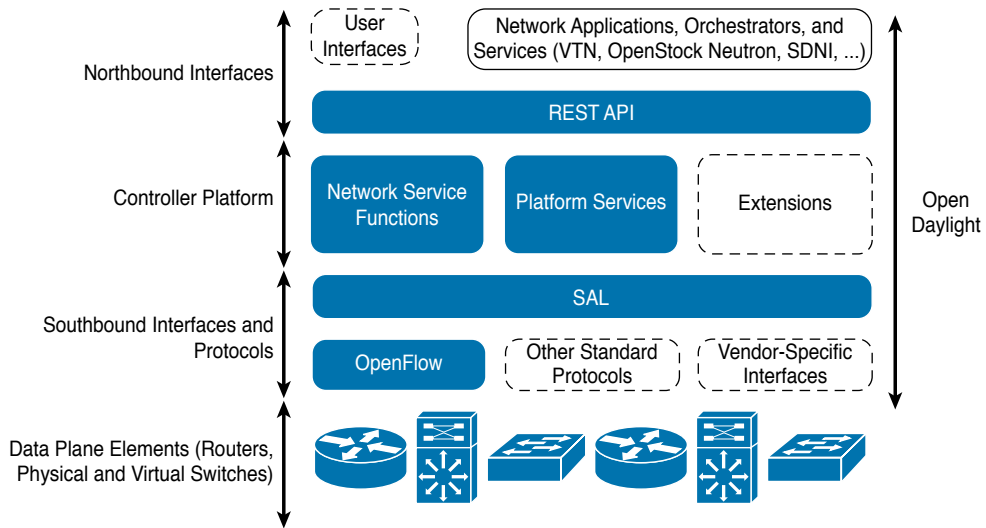 User
Interfaces
Network Applications, Orchestrators, and
Services (VTN, OpenStock Neutron, SDNI, ...)
Northbound Interfaces
REST API
Controller Platform
Network Service
Functions
Platform Services
Extensions
Open
Daylight
SAL
Southbound Interfaces and
Protocols
OpenFlow
Other Standard
Protocols
Vendor-Specific
Interfaces
Data Plane Elements (Routers,
Physical and Virtual Switches)